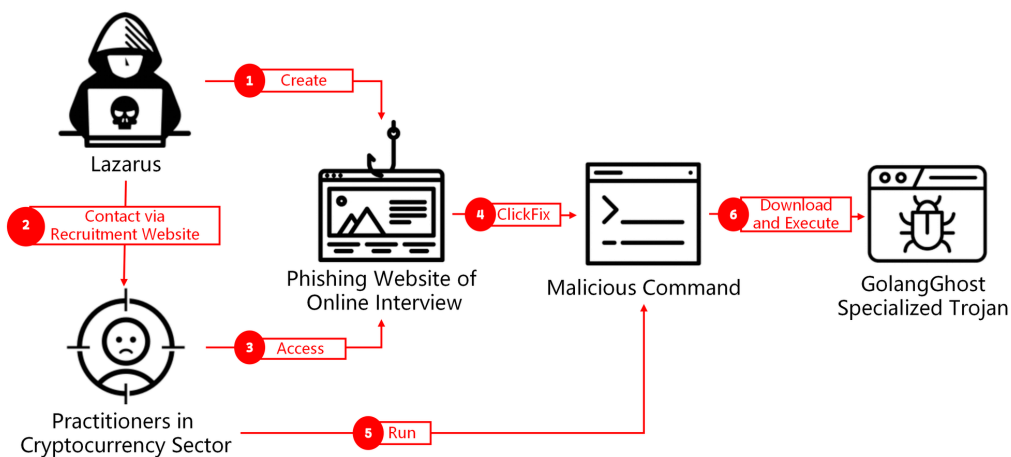 1
Create
Lazarus
2
Contact via
Recruitment Website
4
ClickFix
6
Download
and Execute
Phishing Website of
Online Interview
Malicious Command
GolangGhost
Specialized Trojan
3
Access
Practitioners in
Cryptocurrency Sector
5
Run